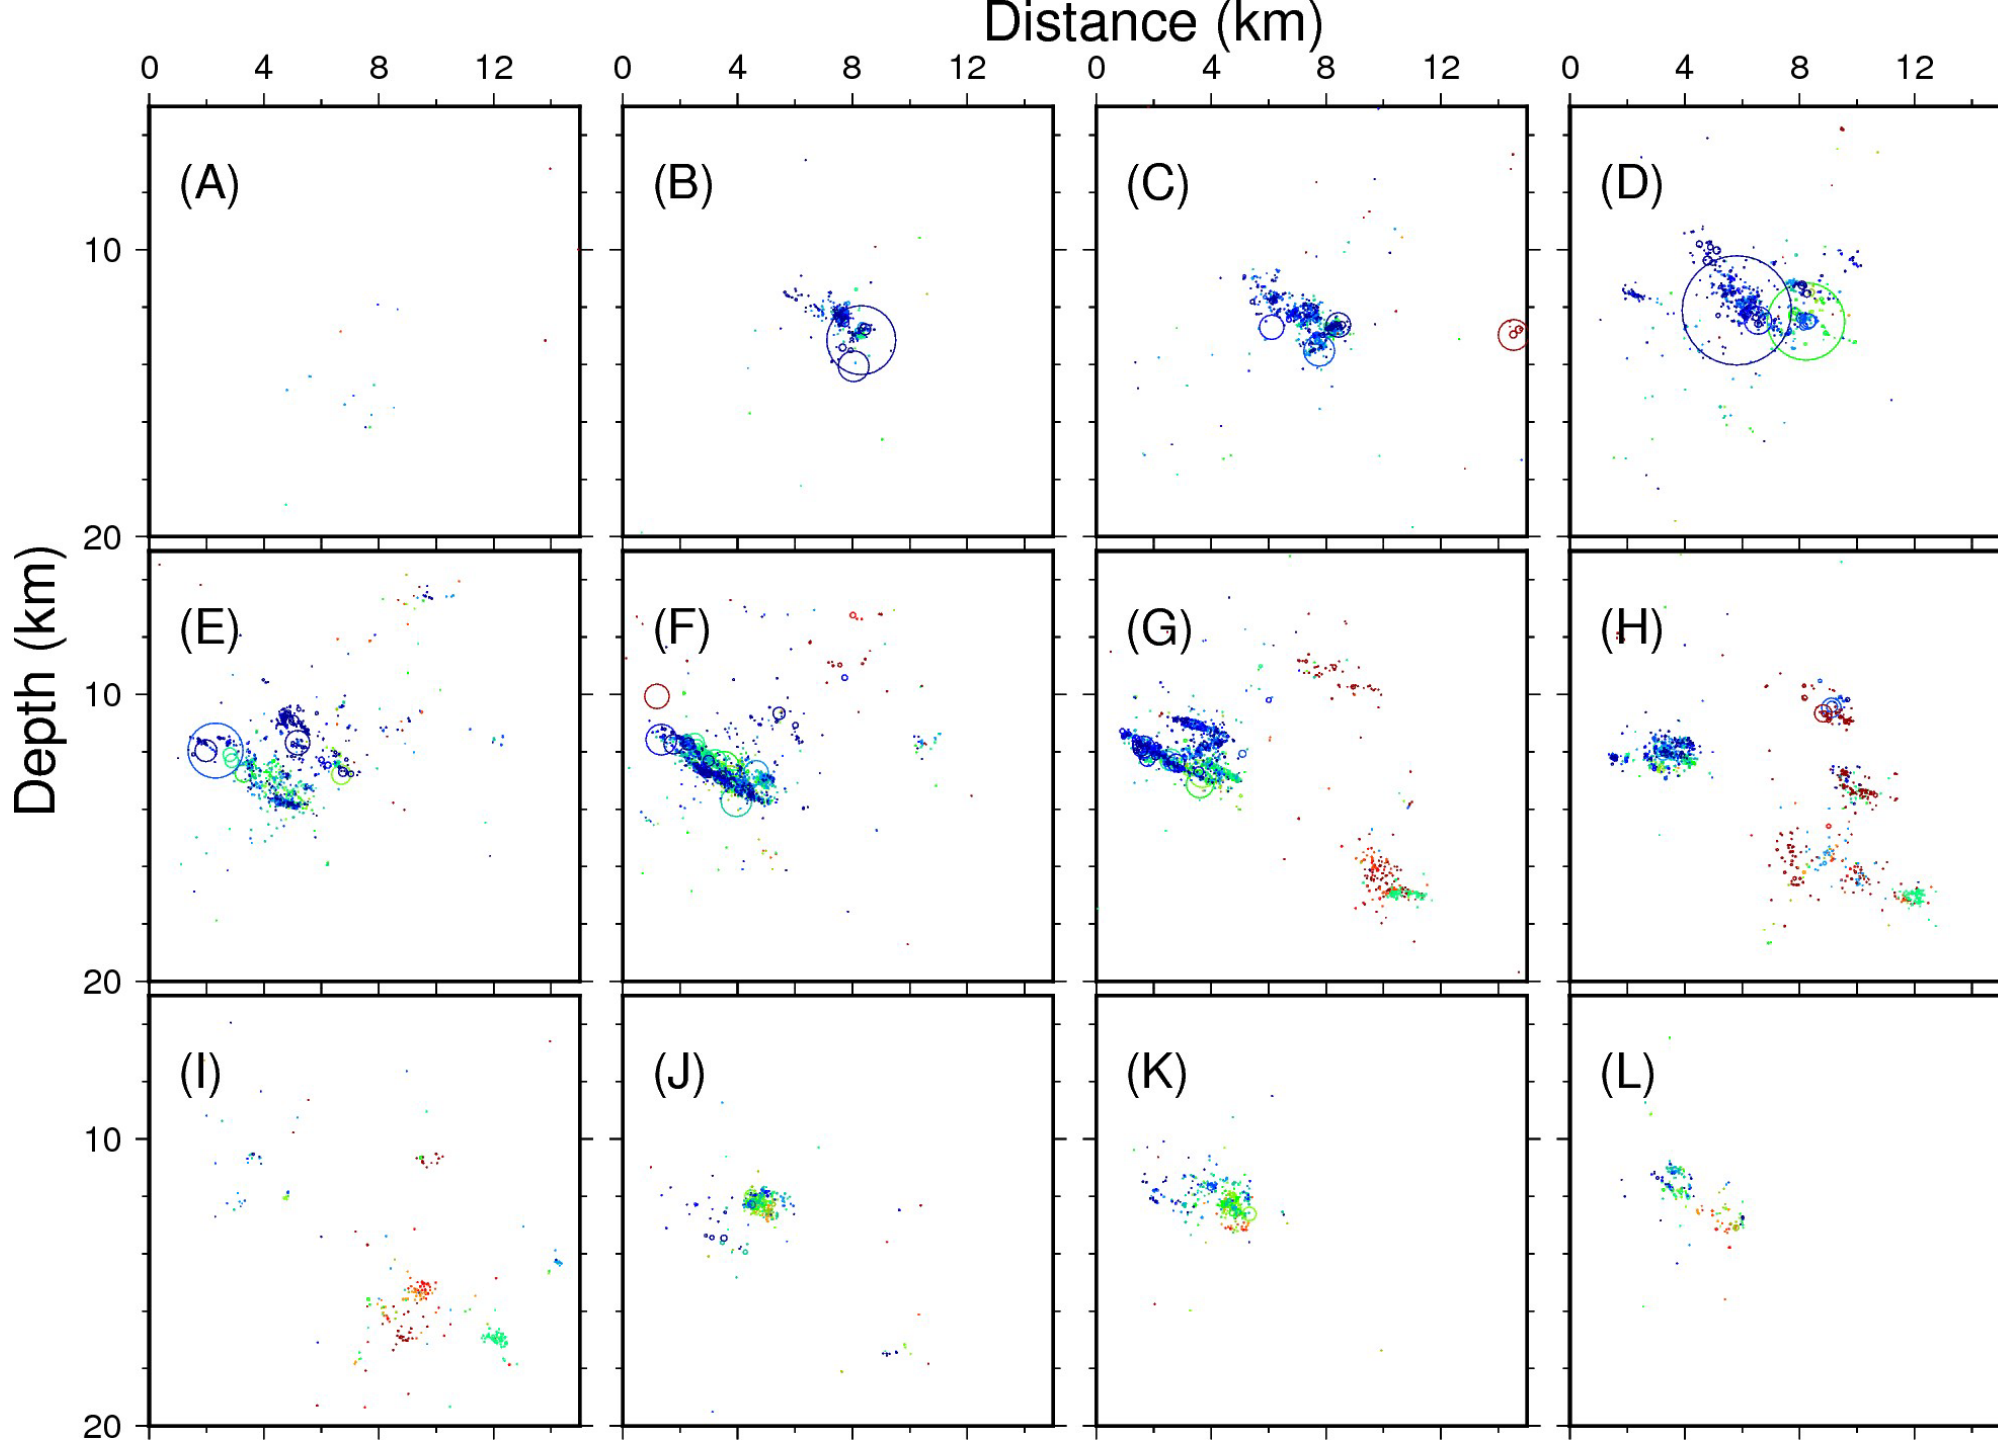 Distance (km)
0 4 8 12 0 4 8 12 0 4 8 12 0 4 8 12
(A) (B) (C) (D)
10
20
Depth (km)
(E) (F) (G) (H)
10
20
(I) (J) (K) (L)
10
20